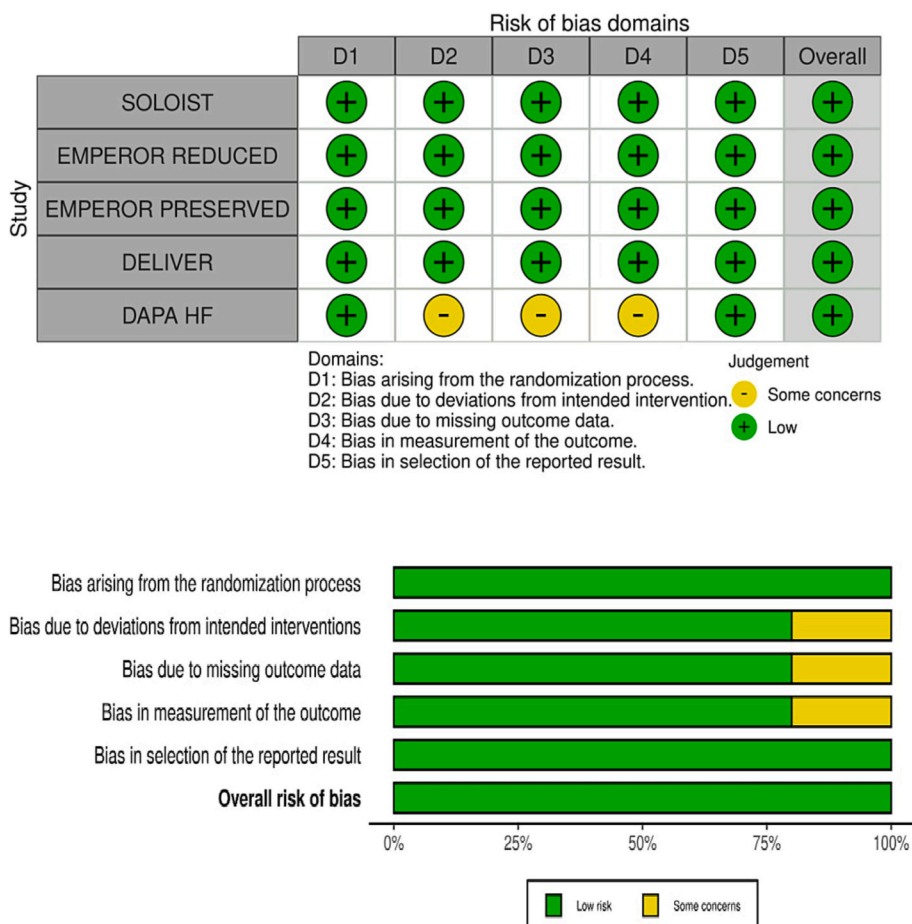 Risk of bias domains
D1 D2 D3 D4 D5 Overall
Study
SOLOIST + + + + + +
EMPEROR REDUCED + + + + + +
EMPEROR PRESERVED + + + + + +
DELIVER + + + + + +
DAPA HF + - - - + +
Domains:
D1: Bias arising from the randomization process.
D2: Bias due to deviations from intended intervention.
D3: Bias due to missing outcome data.
D4: Bias in measurement of the outcome.
D5: Bias in selection of the reported result.
Judgement
- Some concerns
+ Low
Bias arising from the randomization process
Bias due to deviations from intended interventions
Bias due to missing outcome data
Bias in measurement of the outcome
Bias in selection of the reported result
Overall risk of bias
0% 25% 50% 75% 100%
Low risk Some concerns